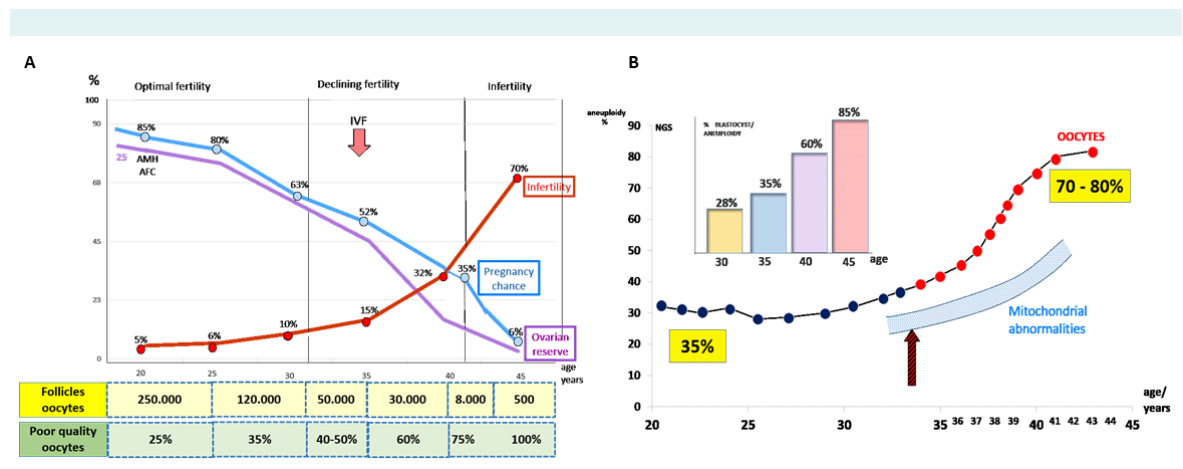 A
%
Optimal fertility
Declining fertility
Infertility
100
90
68
45
23
0
85%
80%
63%
52%
35%
6%
25
AMH
AFC
IVF
70%
Infertility
32%
15%
10%
6%
5%
Pregnancy
chance
Ovarian
reserve
20
25
30
35
40
45
age
years
Follicles
oocytes
250.000
120.000
50.000
30.000
8.000
500
Poor quality
oocytes
25%
35%
40-50%
60%
75%
100%
B
aneuploidy
%
90
80
70
60
50
40
30
20
10
0
NGS
% BLASTOCYST/
ANEUPLOIDY
28%
35%
60%
85%
30
35
40
45
age
OOCYTES
70 - 80%
35%
Mitochondrial
abnormalities
age/
years
20
25
30
35
36
37
38
39
40
41
42
43
44
45